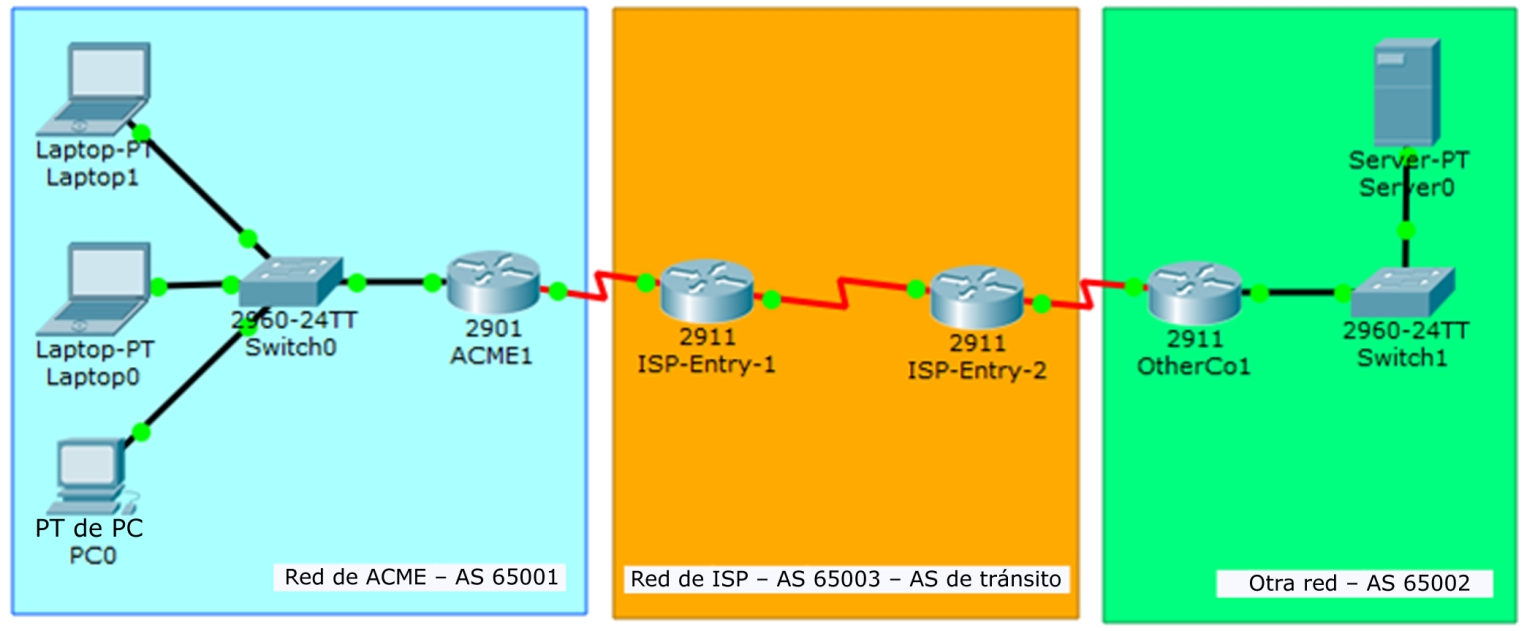 Laptop-PT
Laptop1
Laptop-PT
Laptop0
PT de PC
PC0
2960-24TT
Switch0
2901
ACME1
Red de ACME – AS 65001
2911
ISP-Entry-1
2911
ISP-Entry-2
Red de ISP – AS 65003 – AS de tránsito
Server-PT
Server0
2911
OtherCo1
2960-24TT
Switch1
Otra red – AS 65002